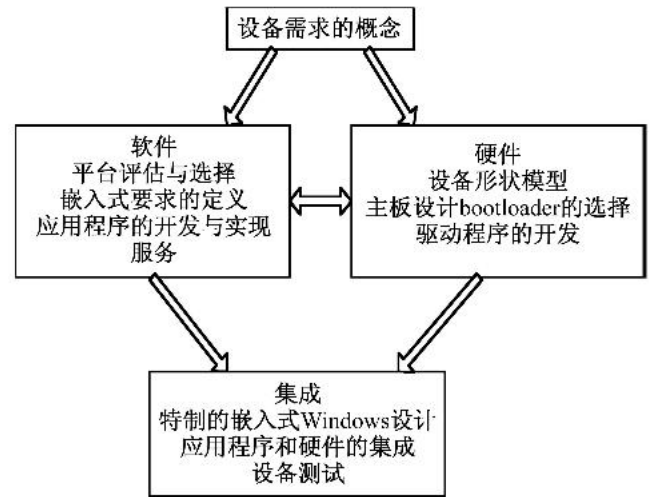 设备需求的概念
软件
平台评估与选择
嵌入式要求的定义
应用程序的开发与实现
服务
硬件
设备形状模型
主板设计bootloader的选择
驱动程序的开发
集成
特制的嵌入式Windows设计
应用程序和硬件的集成
设备测试